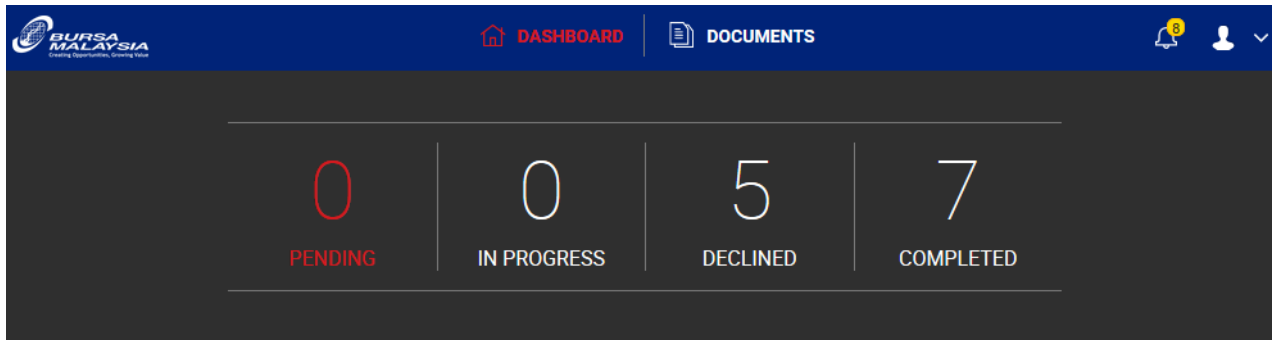 BURSA
MALAYSIA
Creating Opportunities, Growing Value
DASHBOARD
DOCUMENTS
8
0
0
5
7
PENDING
IN PROGRESS
DECLINED
COMPLETED